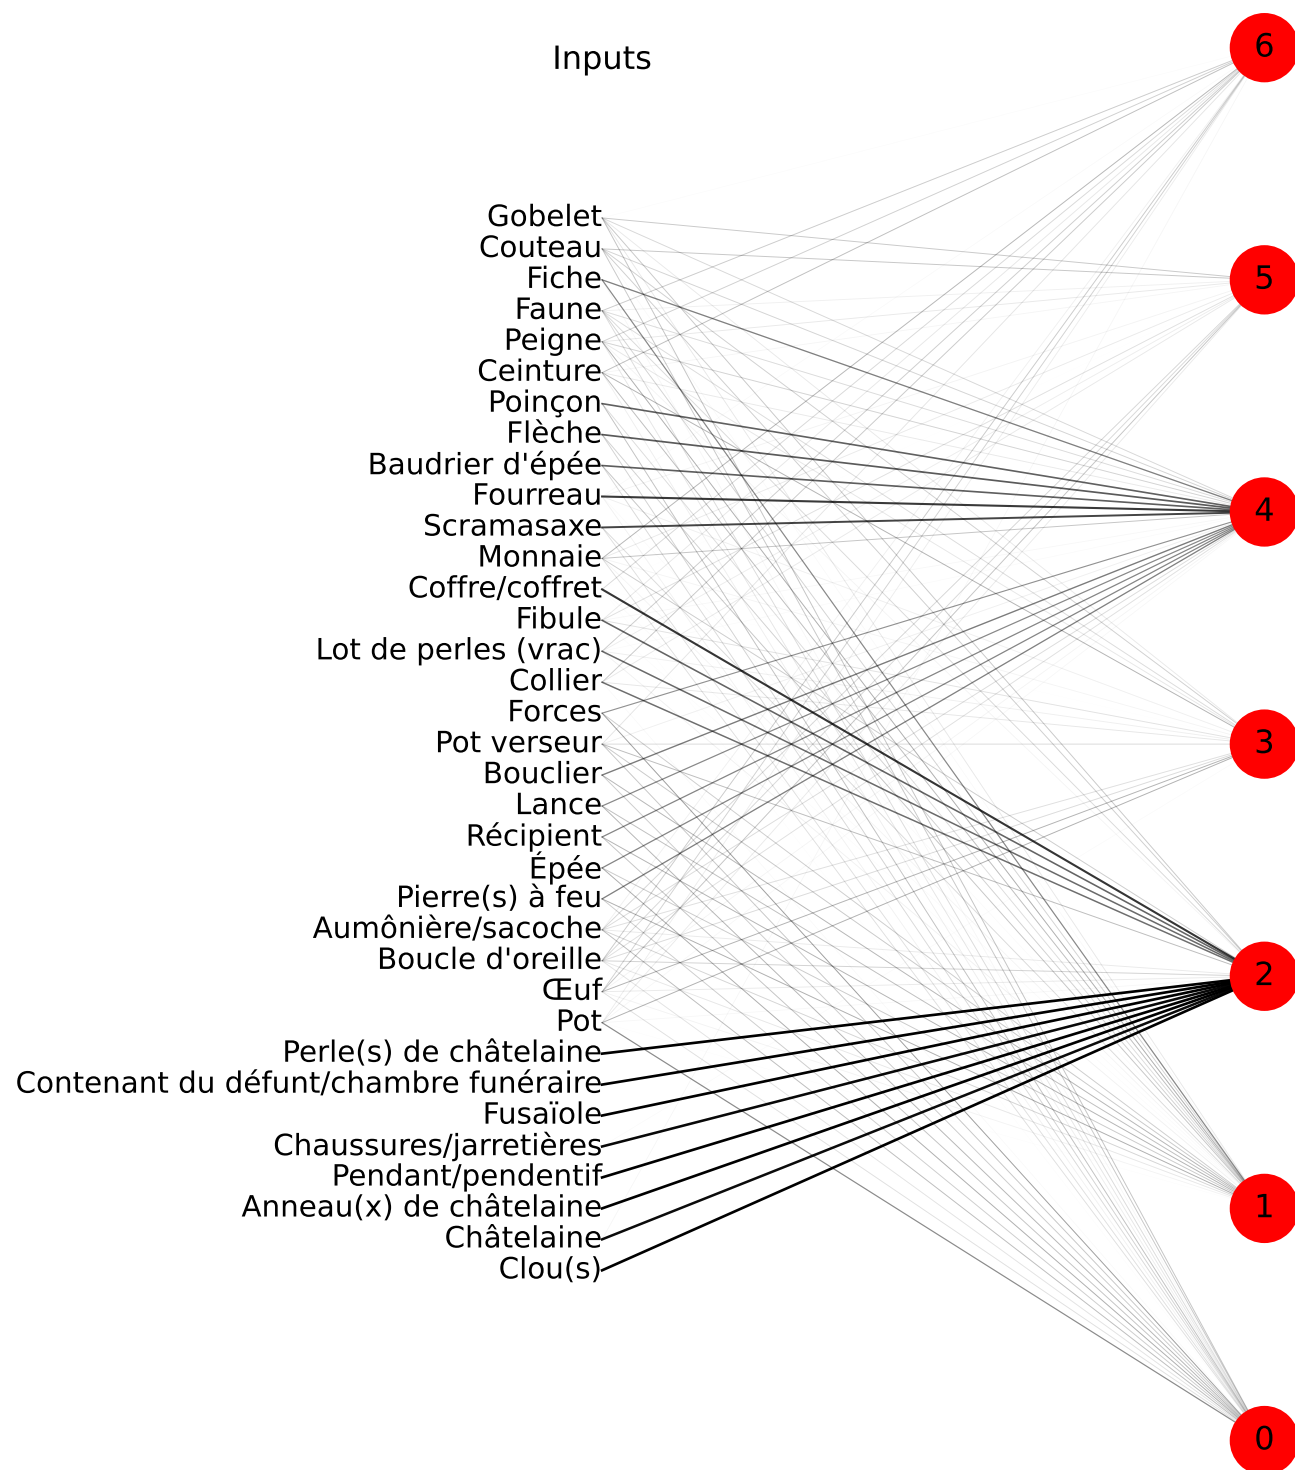 6
Inputs
Gobelet
Couteau
Fiche
5
Faune
Peigne
Ceinture
Poinçon
Flèche
Baudrier d'épée
Fourreau
4
Scramasaxe
Monnaie
Coffre/coffret
Fibule
Lot de perles (vrac)
Collier
Forces
Pot verseur
3
Bouclier
Lance
Récipient
Épée
Pierre(s) à feu
Aumônière/sacoche
Boucle d'oreille
2
Œuf
Pot
Perle(s) de châtelaine
Contenant du défunt/chambre funéraire
Fusaïole
Chaussures/jarretières
Pendant/pendentif
Anneau(x) de châtelaine
1
Châtelaine
Clou(s)
0